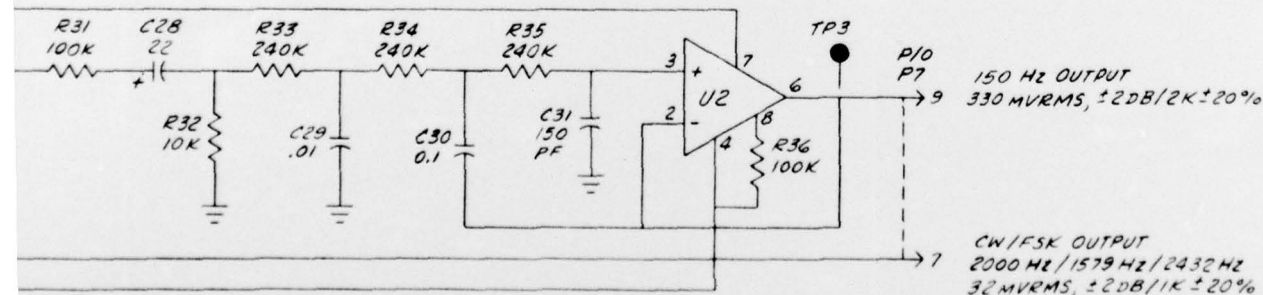 R31
100K
C28
22
+
R33
240K
R34
240K
R35
240K
R32
10K
C29
.01
C30
0.1
C31
150
PF
3
+
2
-
U2
7
6
8
4
R36
100K
TP3
P/O
P7
9
150 HZ OUTPUT
330 MVRMS, ±2DB/2K ±20%
7
CW/FSK OUTPUT
2000 HZ/1579 HZ/2432 HZ
32 MVRMS, ±2DB/1K ±20%